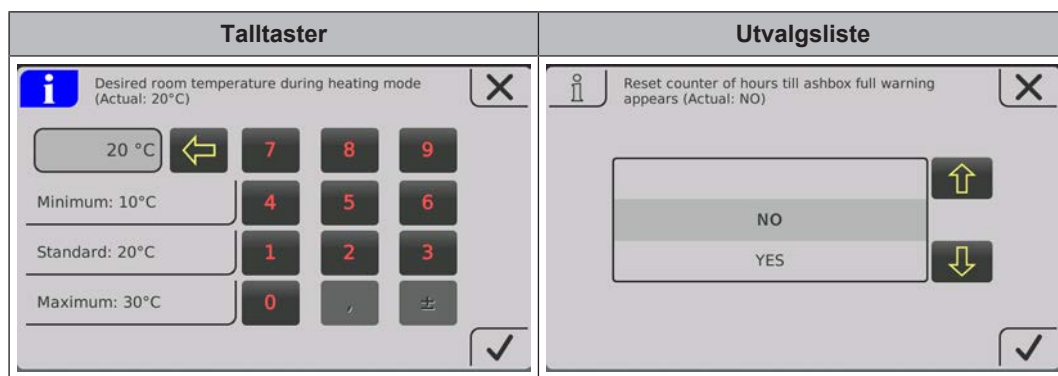 Talltaster
Utvalgsliste
i
Desired room temperature during heating mode
(Actual: 20°C)
20 °C
7 8 9
Minimum: 10°C
4 5 6
Standard: 20°C
1 2 3
Maximum: 30°C
0 , ±
i
Reset counter of hours till ashbox full warning
appears (Actual: NO)
NO
YES